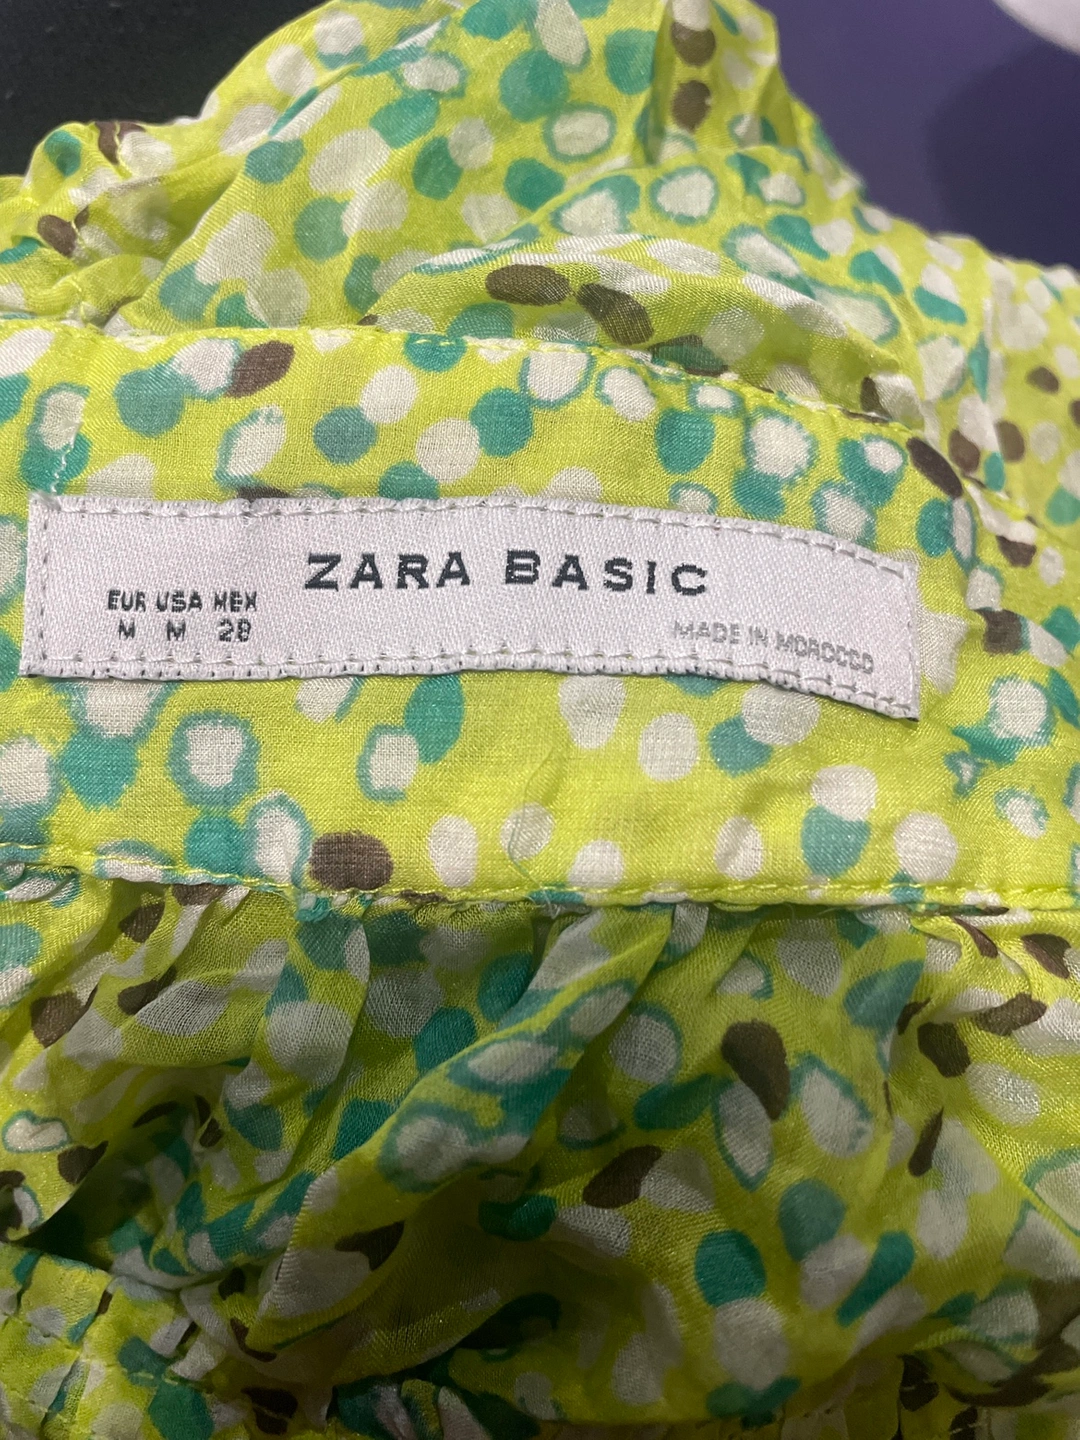 ZARA BASIC
EUR USA MEX
M M 28
MADE IN MOROCCO